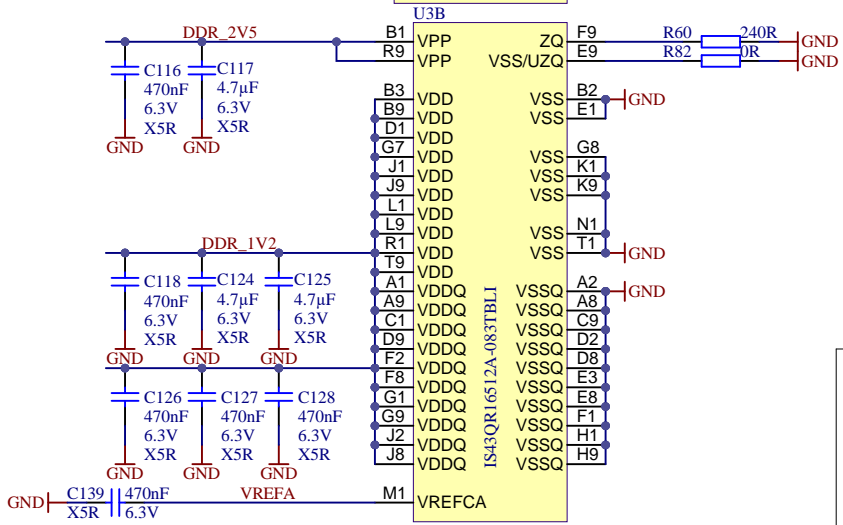 U3B
DDR_2V5 B1 VPP ZQ F9 R60 240R GND
R9 VPP VSS/UZQ E9 R82 0R GND
C116 C117
470nF 4.7µF
6.3V 6.3V
X5R X5R
GND GND
B3 VDD VSS B2 GND
B9 VDD VSS E1
D1 VDD
G7 VDD VSS G8
J1 VDD VSS K1
J9 VDD VSS K9
L1 VDD
L9 VDD VSS N1
DDR_1V2 R1 VDD VSS T1 GND
T9 VDD
C118 C124 C125
470nF 4.7µF 4.7µF
6.3V 6.3V 6.3V
X5R X5R X5R
GND GND GND
A1 VDDQ VSSQ A2 GND
A9 VDDQ VSSQ A8
C1 VDDQ VSSQ C9
D9 VDDQ VSSQ D2
F2 VDDQ VSSQ D8
F8 VDDQ VSSQ E3
G1 VDDQ VSSQ E8
G9 VDDQ VSSQ F1
J2 VDDQ VSSQ H1
J8 VDDQ VSSQ H9
IS43QR16512A-083TBLI
C126 C127 C128
470nF 470nF 470nF
6.3V 6.3V 6.3V
X5R X5R X5R
GND GND GND
GND C139 470nF VREFA M1 VREFCA
X5R 6.3V